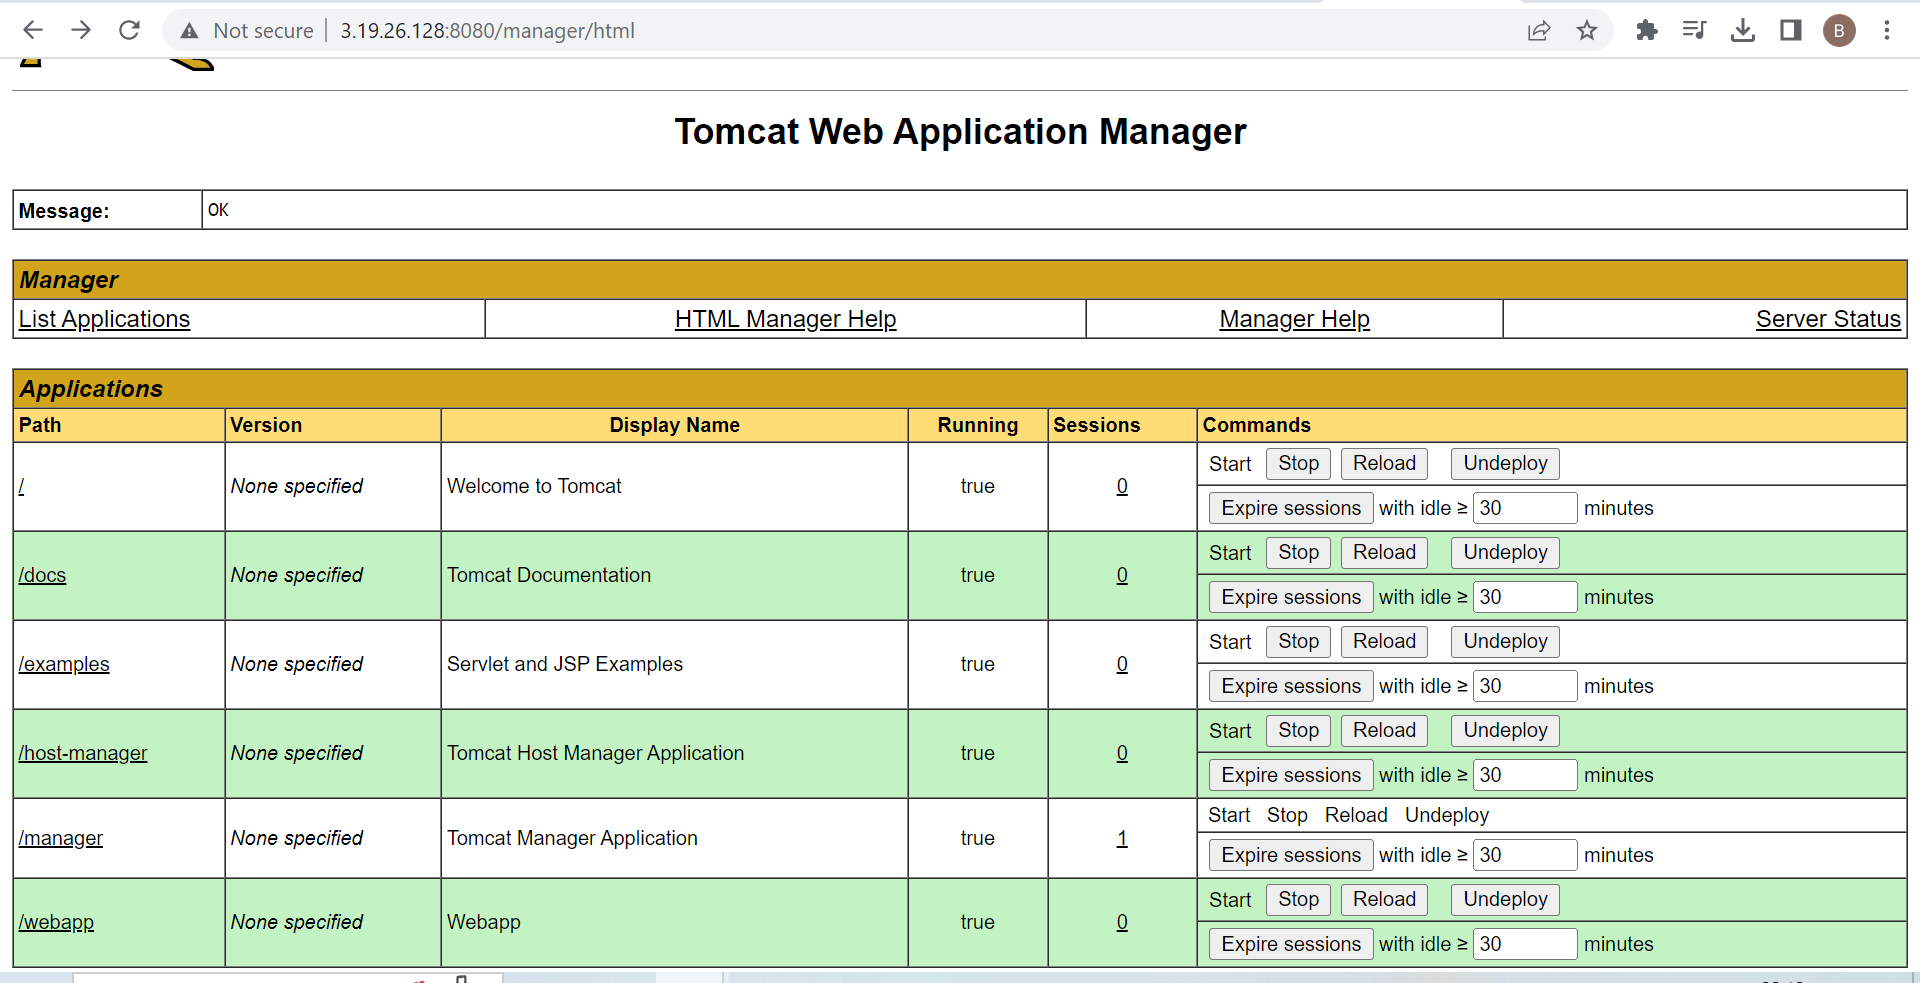 Not secure 3.19.26.128:8080/manager/html B
Tomcat Web Application Manager
Message: OK
Manager
List Applications HTML Manager Help Manager Help Server Status
Applications
Path Version Display Name Running Sessions Commands
/ None specified Welcome to Tomcat true 0 Start Stop Reload Undeploy
Expire sessions with idle ≥ 30 minutes
/docs None specified Tomcat Documentation true 0 Start Stop Reload Undeploy
Expire sessions with idle ≥ 30 minutes
/examples None specified Servlet and JSP Examples true 0 Start Stop Reload Undeploy
Expire sessions with idle ≥ 30 minutes
/host-manager None specified Tomcat Host Manager Application true 0 Start Stop Reload Undeploy
Expire sessions with idle ≥ 30 minutes
/manager None specified Tomcat Manager Application true 1 Start Stop Reload Undeploy
Expire sessions with idle ≥ 30 minutes
/webapp None specified Webapp true 0 Start Stop Reload Undeploy
Expire sessions with idle ≥ 30 minutes